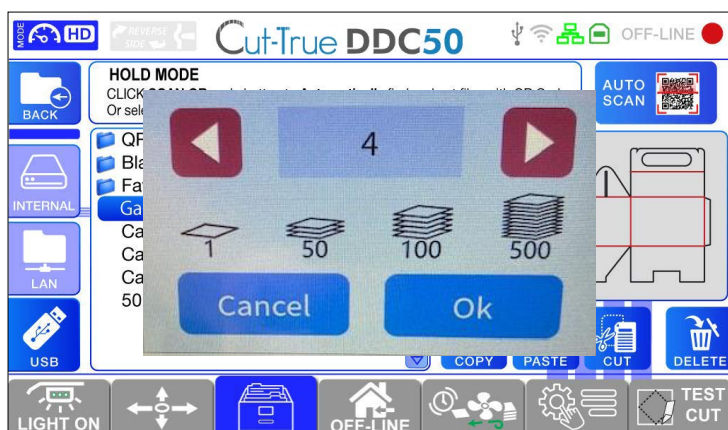 MODE
HD
REVERSE SIDE
Cut-True DDC50
OFF-LINE
BACK
HOLD MODE
CLICK
Or sel
AUTO SCAN
4
1
50
100
500
Cancel
Ok
INTERNAL
LAN
USB
QF
Bla
Fa
Ga
Ca
Ca
Ca
50
COPY
PASTE
CUT
DELETE
LIGHT ON
OFF-LINE
TEST CUT